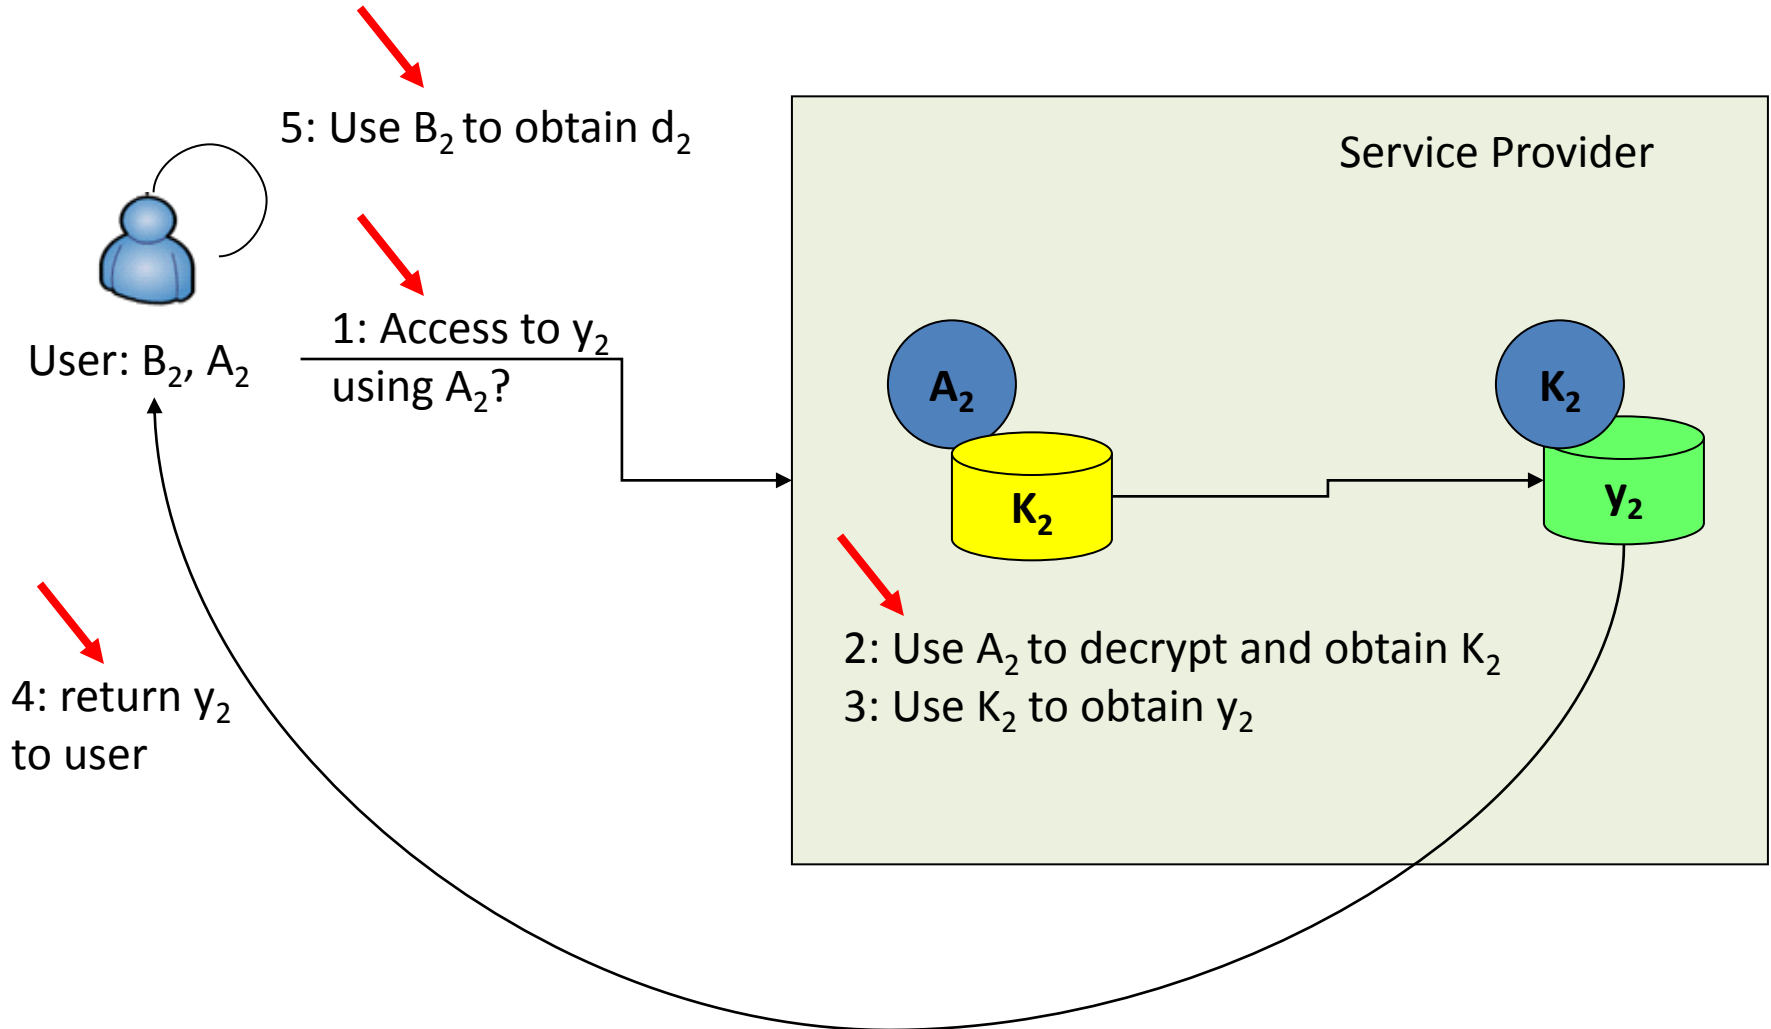 5: Use B₂ to obtain d₂
Service Provider
1: Access to y₂
using A₂?
User: B₂, A₂
A₂
K₂
K₂
y₂
2: Use A₂ to decrypt and obtain K₂
3: Use K₂ to obtain y₂
4: return y₂
to user